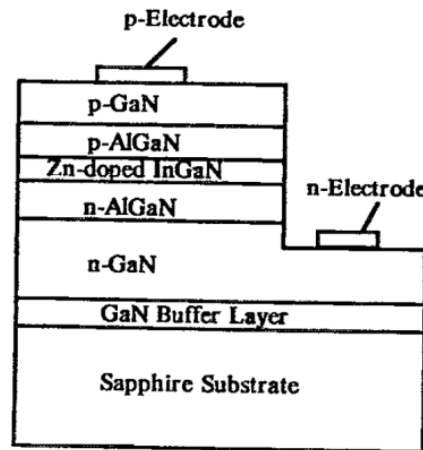 p-Electrode
p-GaN
p-AlGaN
Zn-doped InGaN
n-AlGaN
n-Electrode
n-GaN
GaN Buffer Layer
Sapphire Substrate